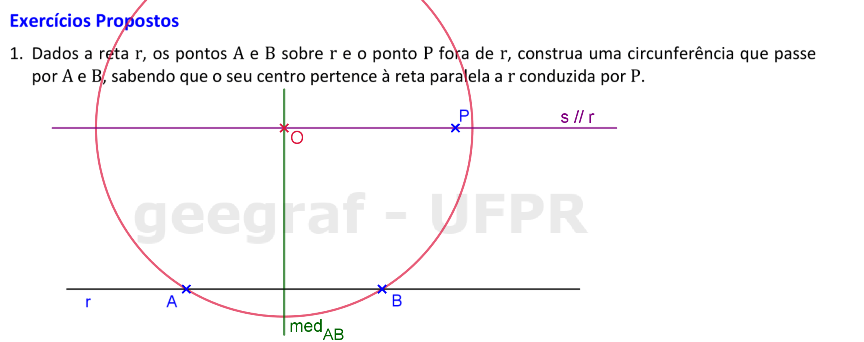 Exercícios Propostos
1. Dados a reta r, os pontos A e B sobre r e o ponto P fora de r, construa uma circunferência que passe
por A e B, sabendo que o seu centro pertence à reta paralela a r conduzida por P.
P
s // r
O
geegraf - UFPR
r
A
B
med AB